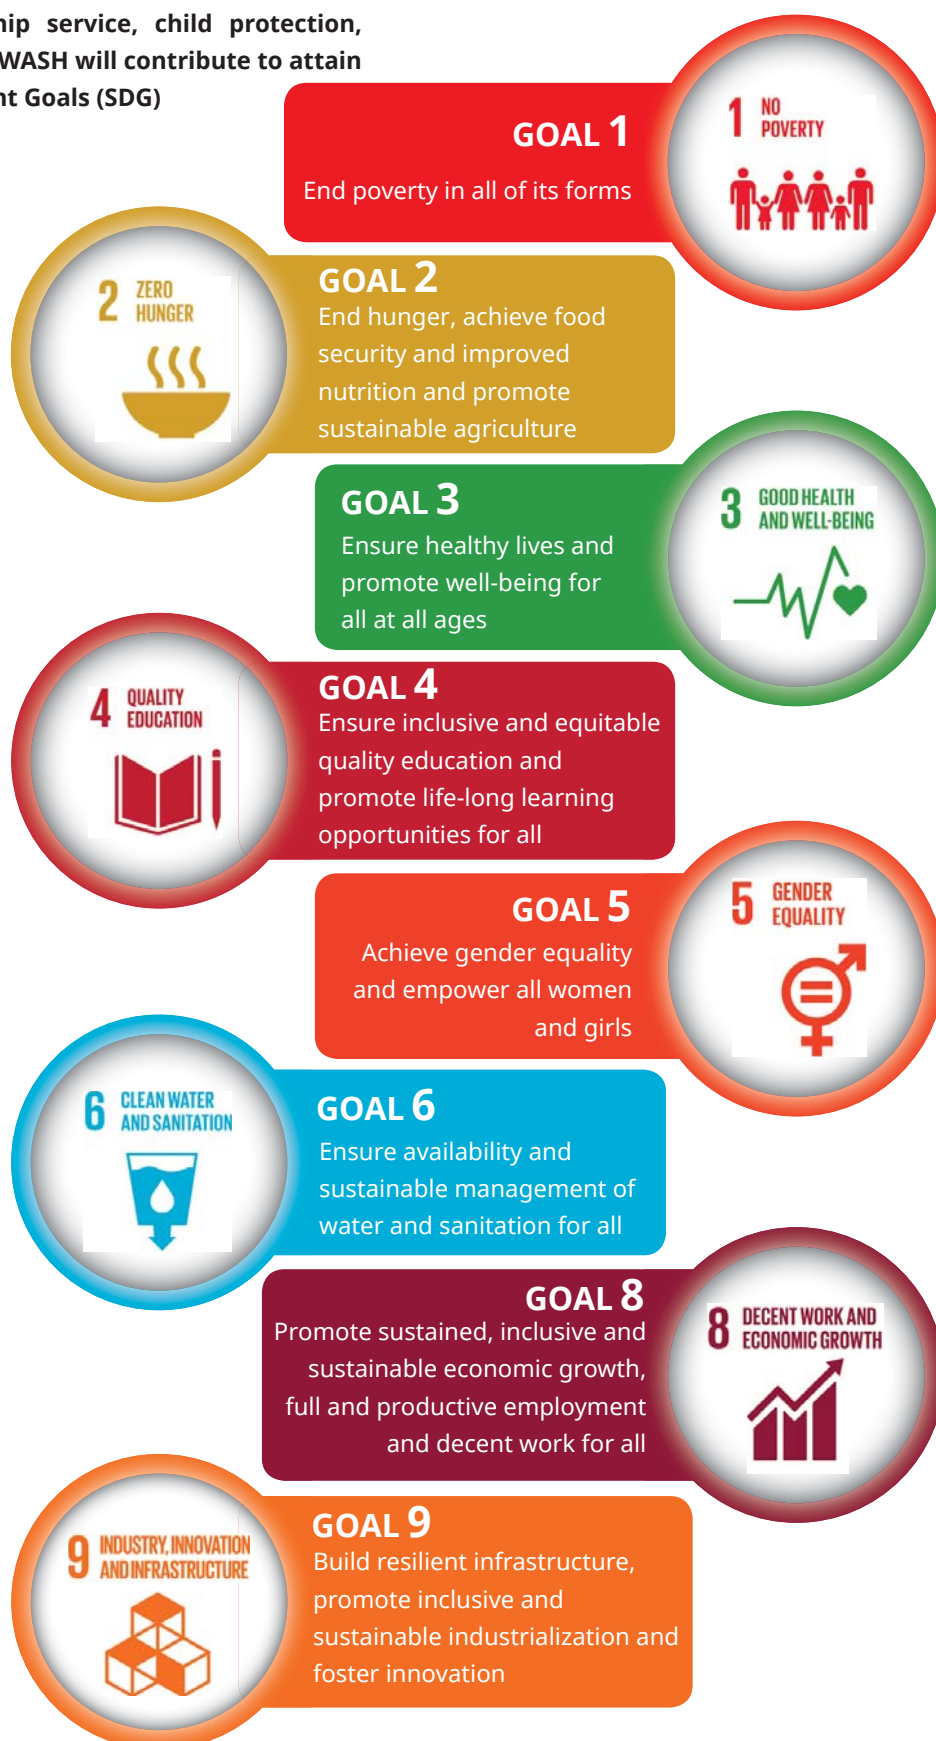 service, child protection,
WASH will contribute to attain
Goals (SDG)
GOAL 1
End poverty in all of its forms
1 NO
POVERTY
2 ZERO
HUNGER
GOAL 2
End hunger, achieve food
security and improved
nutrition and promote
sustainable agriculture
GOAL 3
Ensure healthy lives and
promote well-being for
all at all ages
3 GOOD HEALTH
AND WELL-BEING
4 QUALITY
EDUCATION
GOAL 4
Ensure inclusive and equitable
quality education and
promote life-long learning
opportunities for all
GOAL 5
Achieve gender equality
and empower all women
and girls
5 GENDER
EQUALITY
6 CLEAN WATER
AND SANITATION
GOAL 6
Ensure availability and
sustainable management of
water and sanitation for all
GOAL 8
Promote sustained, inclusive and
sustainable economic growth,
full and productive employment
and decent work for all
8 DECENT WORK AND
ECONOMIC GROWTH
9 INDUSTRY, INNOVATION
AND INFRASTRUCTURE
GOAL 9
Build resilient infrastructure,
promote inclusive and
sustainable industrialization and
foster innovation